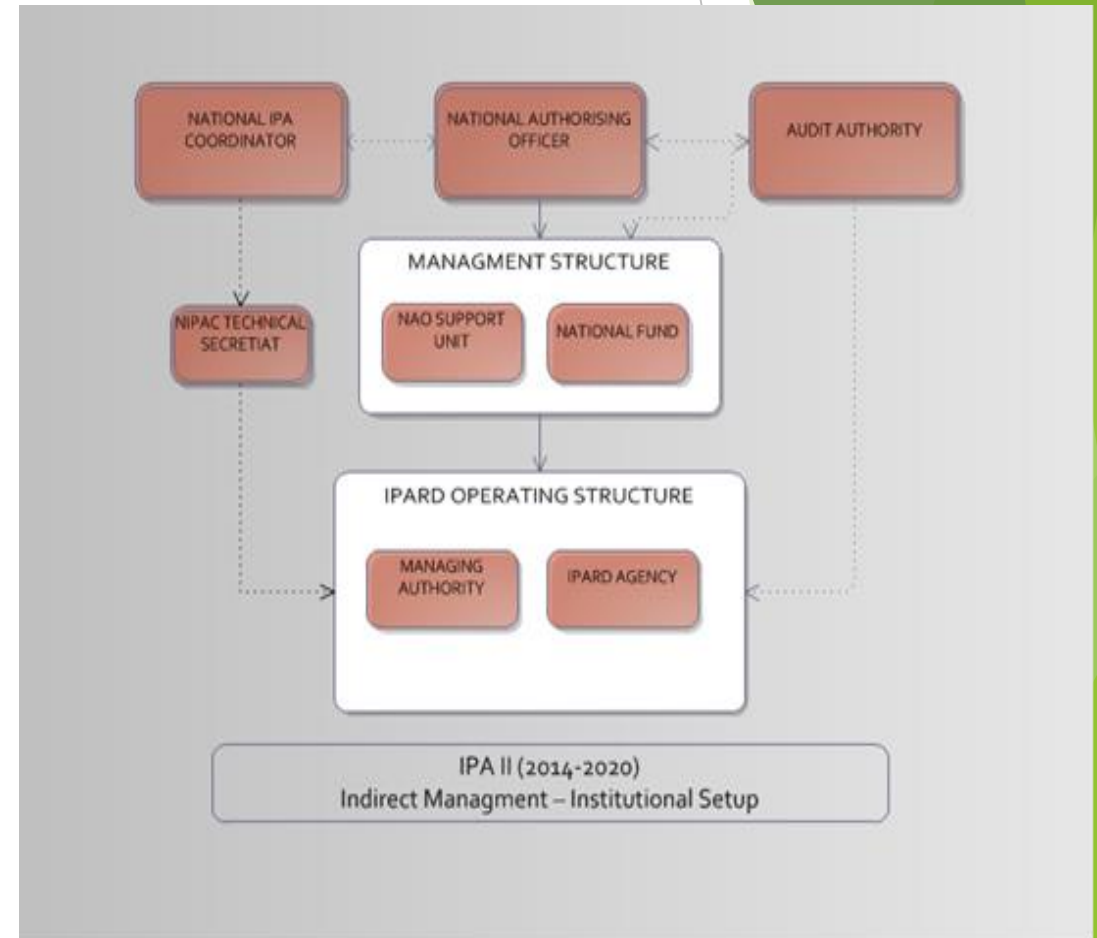 NATIONAL IPA
COORDINATOR
NATIONAL AUTHORISING
OFFICER
AUDIT AUTHORITY
MANAGMENT STRUCTURE
NAO SUPPORT
UNIT
NATIONAL FUND
NIPAC TECHNICAL
SECRETIAT
IPARD OPERATING STRUCTURE
MANAGING
AUTHORITY
IPARD AGENCY
IPA II (2014-2020)
Indirect Managment – Institutional Setup